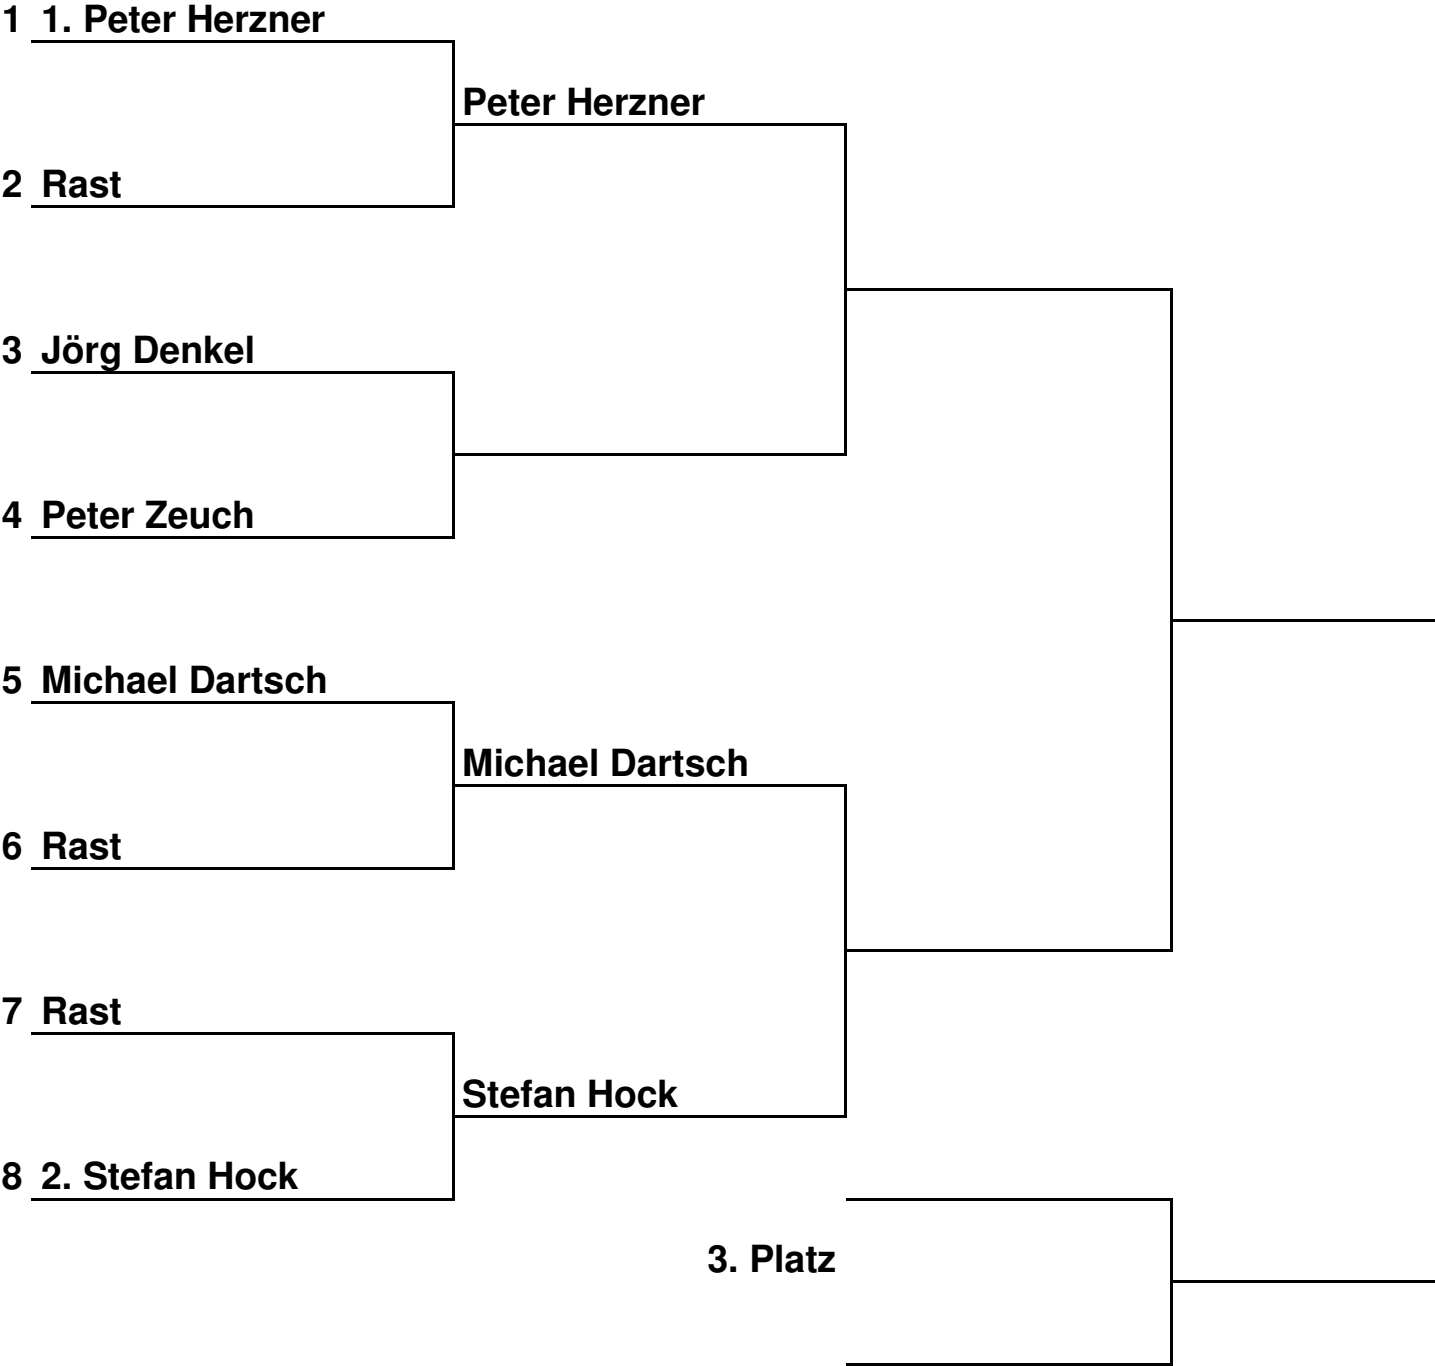 1 1. Peter Herzner
Peter Herzner
2 Rast
3 Jörg Denkel
4 Peter Zeuch
5 Michael Dartsch
Michael Dartsch
6 Rast
7 Rast
Stefan Hock
8 2. Stefan Hock
3. Platz